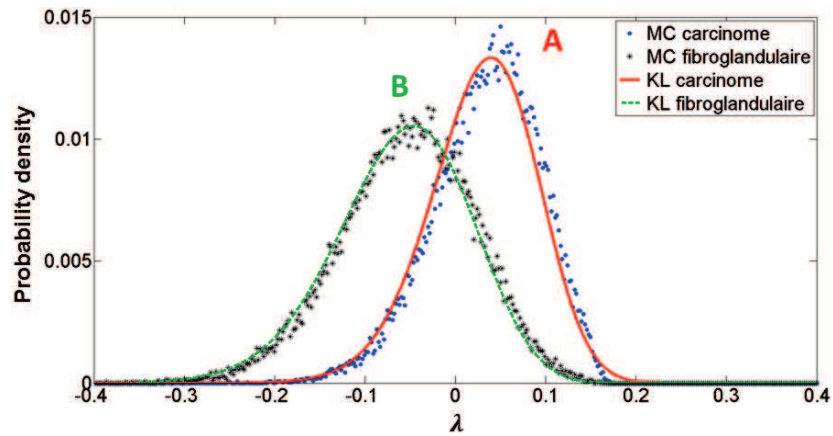 0.015
0.01
0.005
0
Probability density
A
B
MC carcinome
MC fibroglandulaire
KL carcinome
KL fibroglandulaire
-0.4 -0.3 -0.2 -0.1 0 0.1 0.2 0.3 0.4
λ